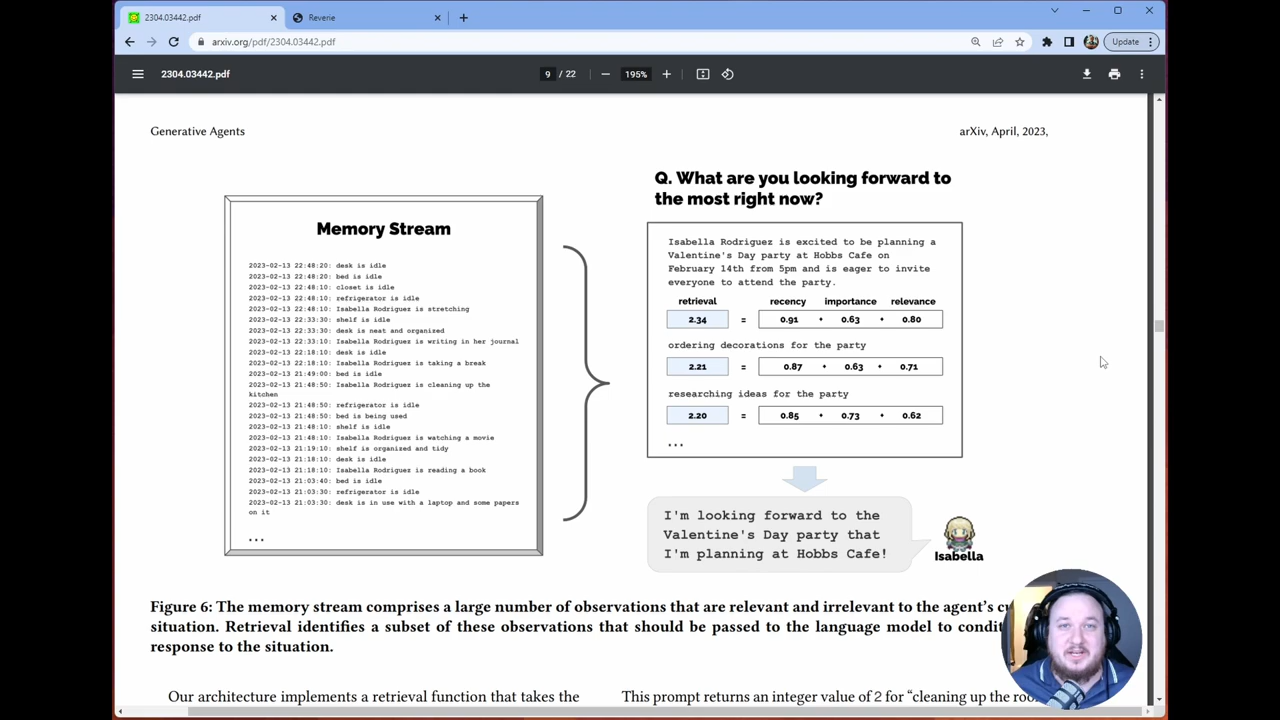 2304.03442.pdf
Reverie
arxiv.org/pdf/2304.03442.pdf
Update
2304.03442.pdf
9 / 22
195%
Generative Agents
arXiv, April, 2023,
Memory Stream
2023-02-13 22:48:20: desk is idle
2023-02-13 22:48:20: bed is idle
2023-02-13 22:48:10: closet is idle
2023-02-13 22:48:10: refrigerator is idle
2023-02-13 22:48:10: Isabella Rodriguez is stretching
2023-02-13 22:33:30: shelf is idle
2023-02-13 22:33:30: desk is neat and organized
2023-02-13 22:33:10: Isabella Rodriguez is writing in her journal
2023-02-13 22:18:10: desk is idle
2023-02-13 22:18:10: Isabella Rodriguez is taking a break
2023-02-13 21:49:00: bed is idle
2023-02-13 21:48:50: Isabella Rodriguez is cleaning up the
kitchen
2023-02-13 21:48:50: refrigerator is idle
2023-02-13 21:48:50: bed is being used
2023-02-13 21:48:10: shelf is idle
2023-02-13 21:48:10: Isabella Rodriguez is watching a movie
2023-02-13 21:19:10: shelf is organized and tidy
2023-02-13 21:18:10: desk is idle
2023-02-13 21:18:10: Isabella Rodriguez is reading a book
2023-02-13 21:03:40: bed is idle
2023-02-13 21:03:30: refrigerator is idle
2023-02-13 21:03:30: desk is in use with a laptop and some papers
on it
...
Q. What are you looking forward to
the most right now?
Isabella Rodriguez is excited to be planning a
Valentine's Day party at Hobbs Cafe on
February 14th from 5pm and is eager to invite
everyone to attend the party.
retrieval recency importance relevance
2.34 = 0.91 + 0.63 + 0.80
ordering decorations for the party
2.21 = 0.87 + 0.63 + 0.71
researching ideas for the party
2.20 = 0.85 + 0.73 + 0.62
...
I'm looking forward to the
Valentine's Day party that
I'm planning at Hobbs Cafe!
Isabella
Figure 6: The memory stream comprises a large number of observations that are relevant and irrelevant to the agent's
situation. Retrieval identifies a subset of these observations that should be passed to the language model to
response to the situation.
Our architecture implements a retrieval function that takes the
This prompt returns an integer value of 2 for “cleaning up the